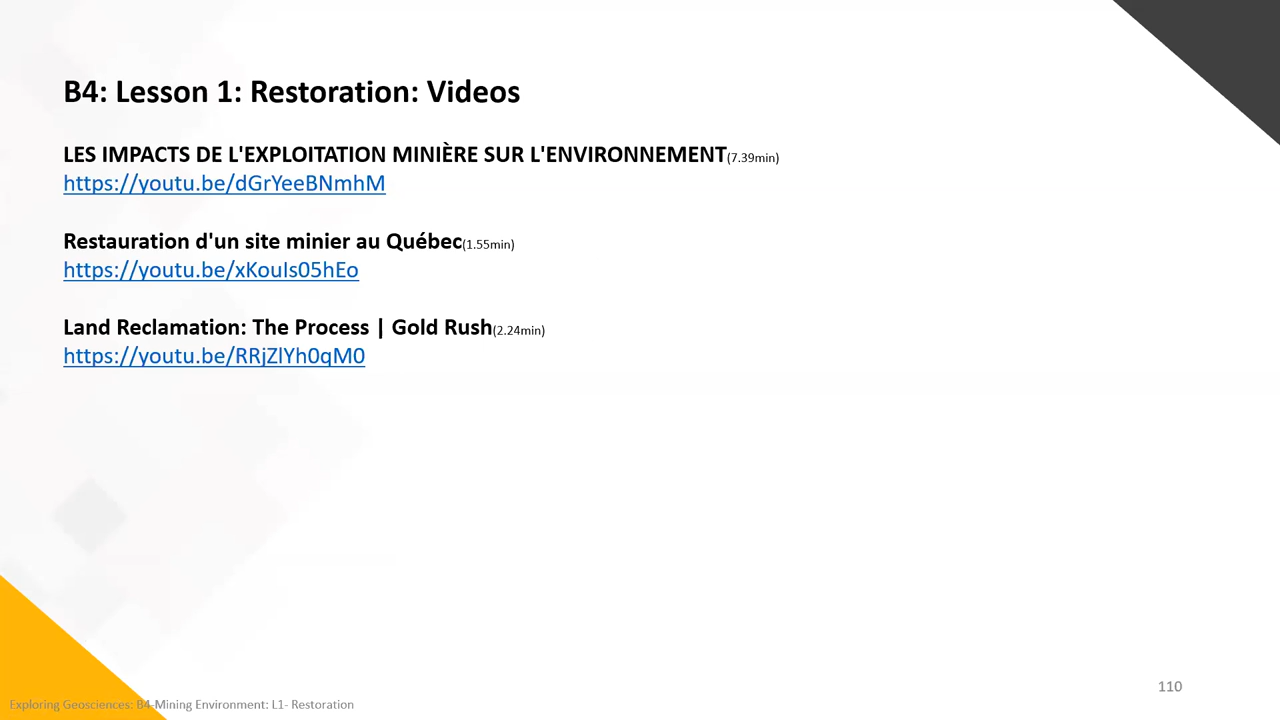 B4: Lesson 1: Restoration: Videos
LES IMPACTS DE L'EXPLOITATION MINIÈRE SUR L'ENVIRONNEMENT(7.39min)
https://youtu.be/dGrYeeBNmhM
Restauration d'un site minier au Québec(1.55min)
https://youtu.be/xKouIs05hEo
Land Reclamation: The Process | Gold Rush(2.24min)
https://youtu.be/RRjZlYh0qM0
110
Exploring Geosciences: B4-Mining Environment: L1- Restoration